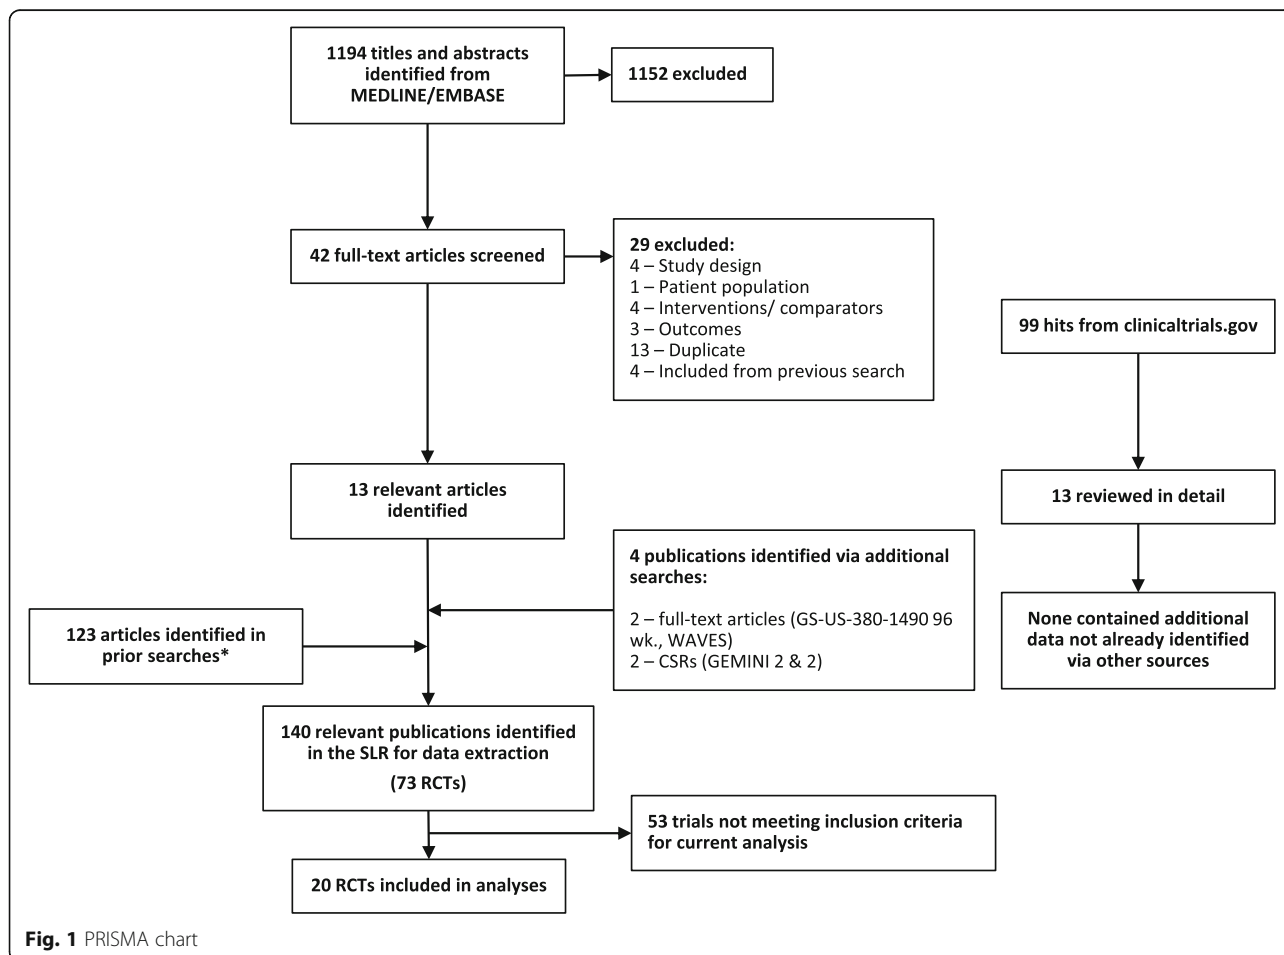 1194 titles and abstracts
identified from
MEDLINE/EMBASE
1152 excluded
42 full-text articles screened
29 excluded:
4 – Study design
1 – Patient population
4 – Interventions/ comparators
3 – Outcomes
13 – Duplicate
4 – Included from previous search
99 hits from clinicaltrials.gov
13 relevant articles
identified
13 reviewed in detail
4 publications identified via additional
searches:
2 – full-text articles (GS-US-380-1490 96
wk., WAVES)
2 – CSRs (GEMINI 2 & 2)
123 articles identified in
prior searches*
None contained additional
data not already identified
via other sources
140 relevant publications identified
in the SLR for data extraction
(73 RCTs)
53 trials not meeting inclusion criteria
for current analysis
20 RCTs included in analyses
Fig. 1 PRISMA chart